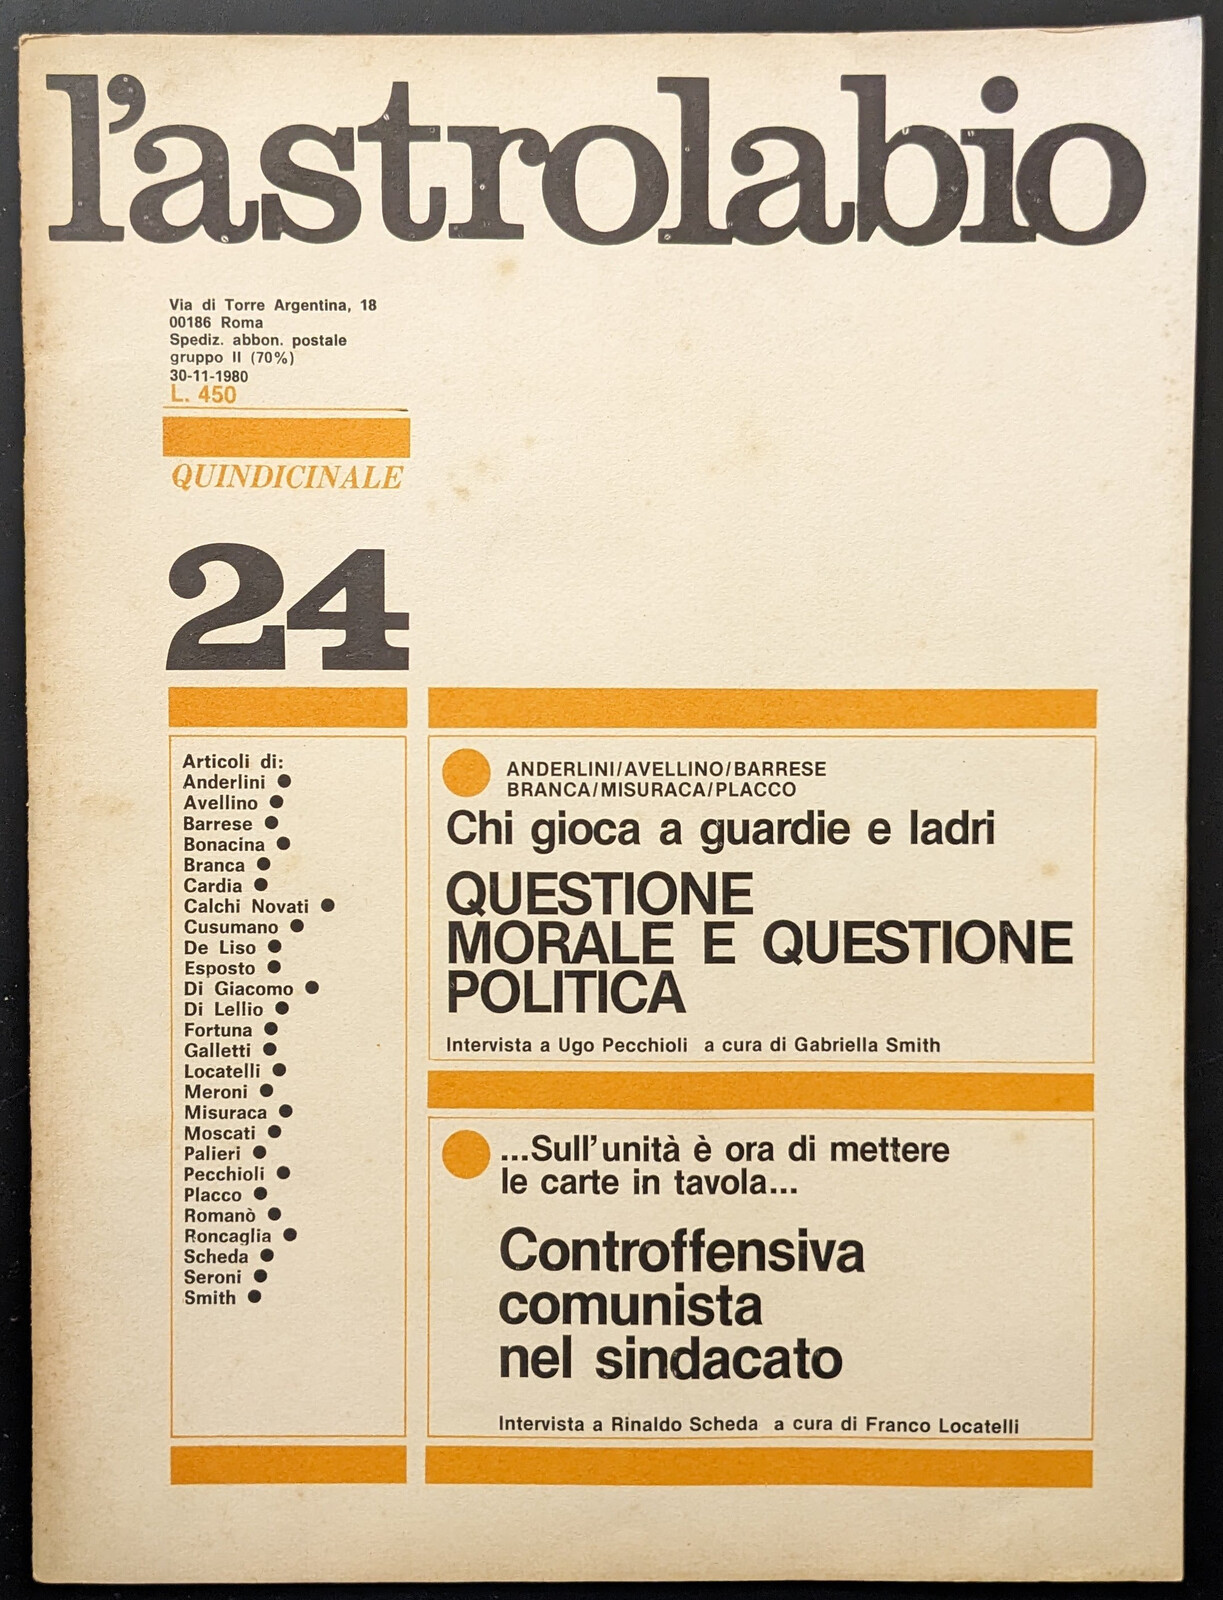 l'astrolabio
Via di Torre Argentina, 18
00186 Roma
Spediz. abbon. postale
gruppo II (70%)
30-11-1980
L. 450
QUINDICINALE
24
Articoli di:
Anderlini ●
Avellino ●
Barrese ●
Bonacina ●
Branca ●
Cardia ●
Calchi Novati ●
Cusumano ●
De Liso ●
Esposto ●
Di Giacomo ●
Di Lellio ●
Fortuna ●
Galletti ●
Locatelli ●
Meroni ●
Misuraca ●
Moscati ●
Palieri ●
Pecchioli ●
Placco ●
Romanò ●
Roncaglia ●
Scheda ●
Seroni ●
Smith ●
ANDERLINI/AVELLINO/BARRESE
BRANCA/MISURACA/PLACCO
Chi gioca a guardie e ladri
QUESTIONE
MORALE E QUESTIONE
POLITICA
Intervista a Ugo Pecchioli a cura di Gabriella Smith
...Sull'unità è ora di mettere
le carte in tavola...
Controffensiva
comunista
nel sindacato
Intervista a Rinaldo Scheda a cura di Franco Locatelli